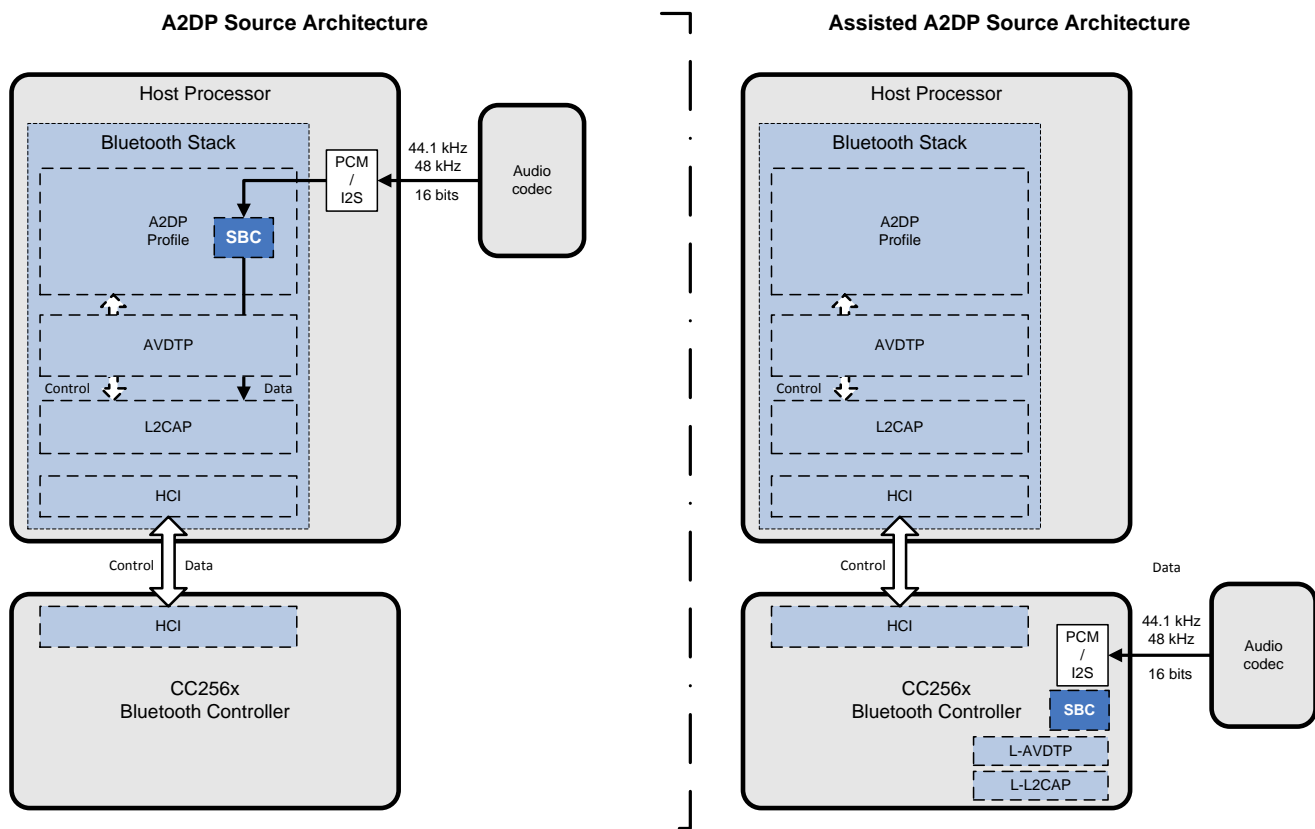 A2DP Source Architecture
Host Processor
Bluetooth Stack
A2DP
Profile
SBC
PCM
/
I2S
44.1 kHz
48 kHz
16 bits
Audio
codec
AVDTP
Control
Data
L2CAP
HCI
Control
Data
HCI
CC256x
Bluetooth Controller
Assisted A2DP Source Architecture
Host Processor
Bluetooth Stack
A2DP
Profile
AVDTP
Control
L2CAP
HCI
Control
Data
HCI
PCM
/
I2S
44.1 kHz
48 kHz
16 bits
Audio
codec
CC256x
Bluetooth Controller
SBC
L-AVDTP
L-L2CAP